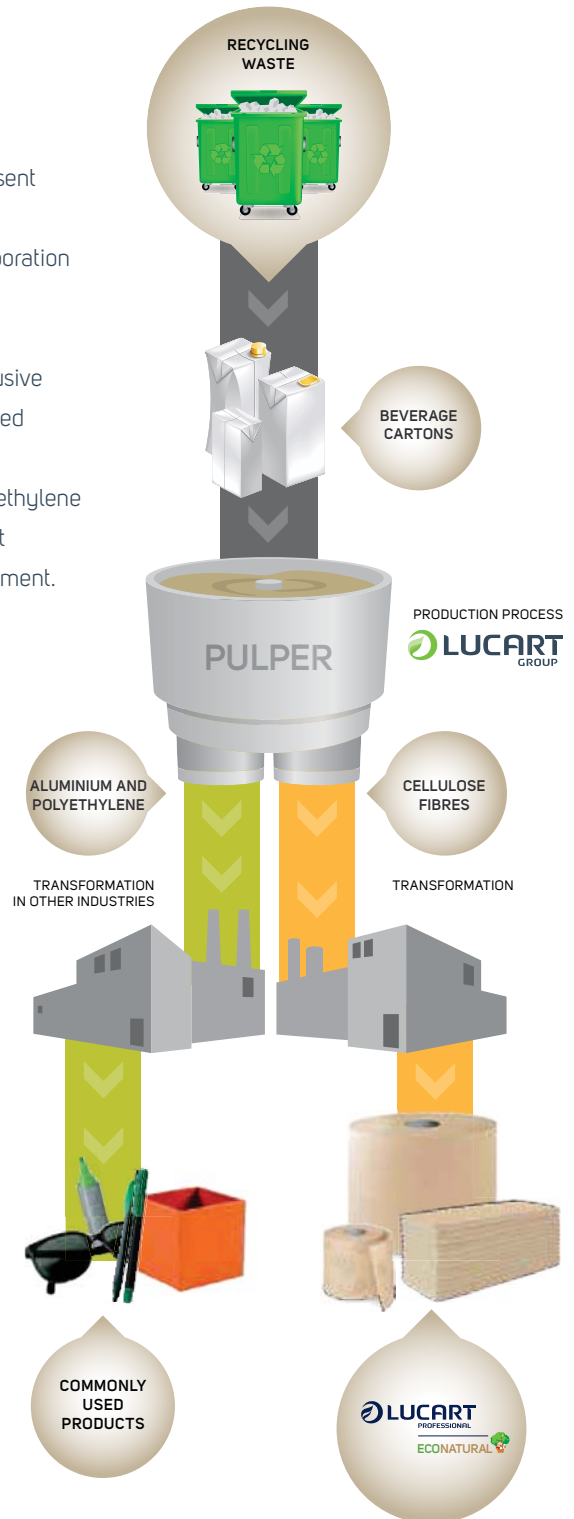 RECYCLING
WASTE
sent
poration
usive
ed
ethylene
t
ment.
BEVERAGE
CARTONS
PULPER
PRODUCTION PROCESS
LUCART
GROUP
ALUMINIUM AND
POLYETHYLENE
CELLULOSE
FIBRES
TRANSFORMATION
IN OTHER INDUSTRIES
TRANSFORMATION
COMMONLY
USED
PRODUCTS
LUCART
PROFESSIONAL
ECONATURAL